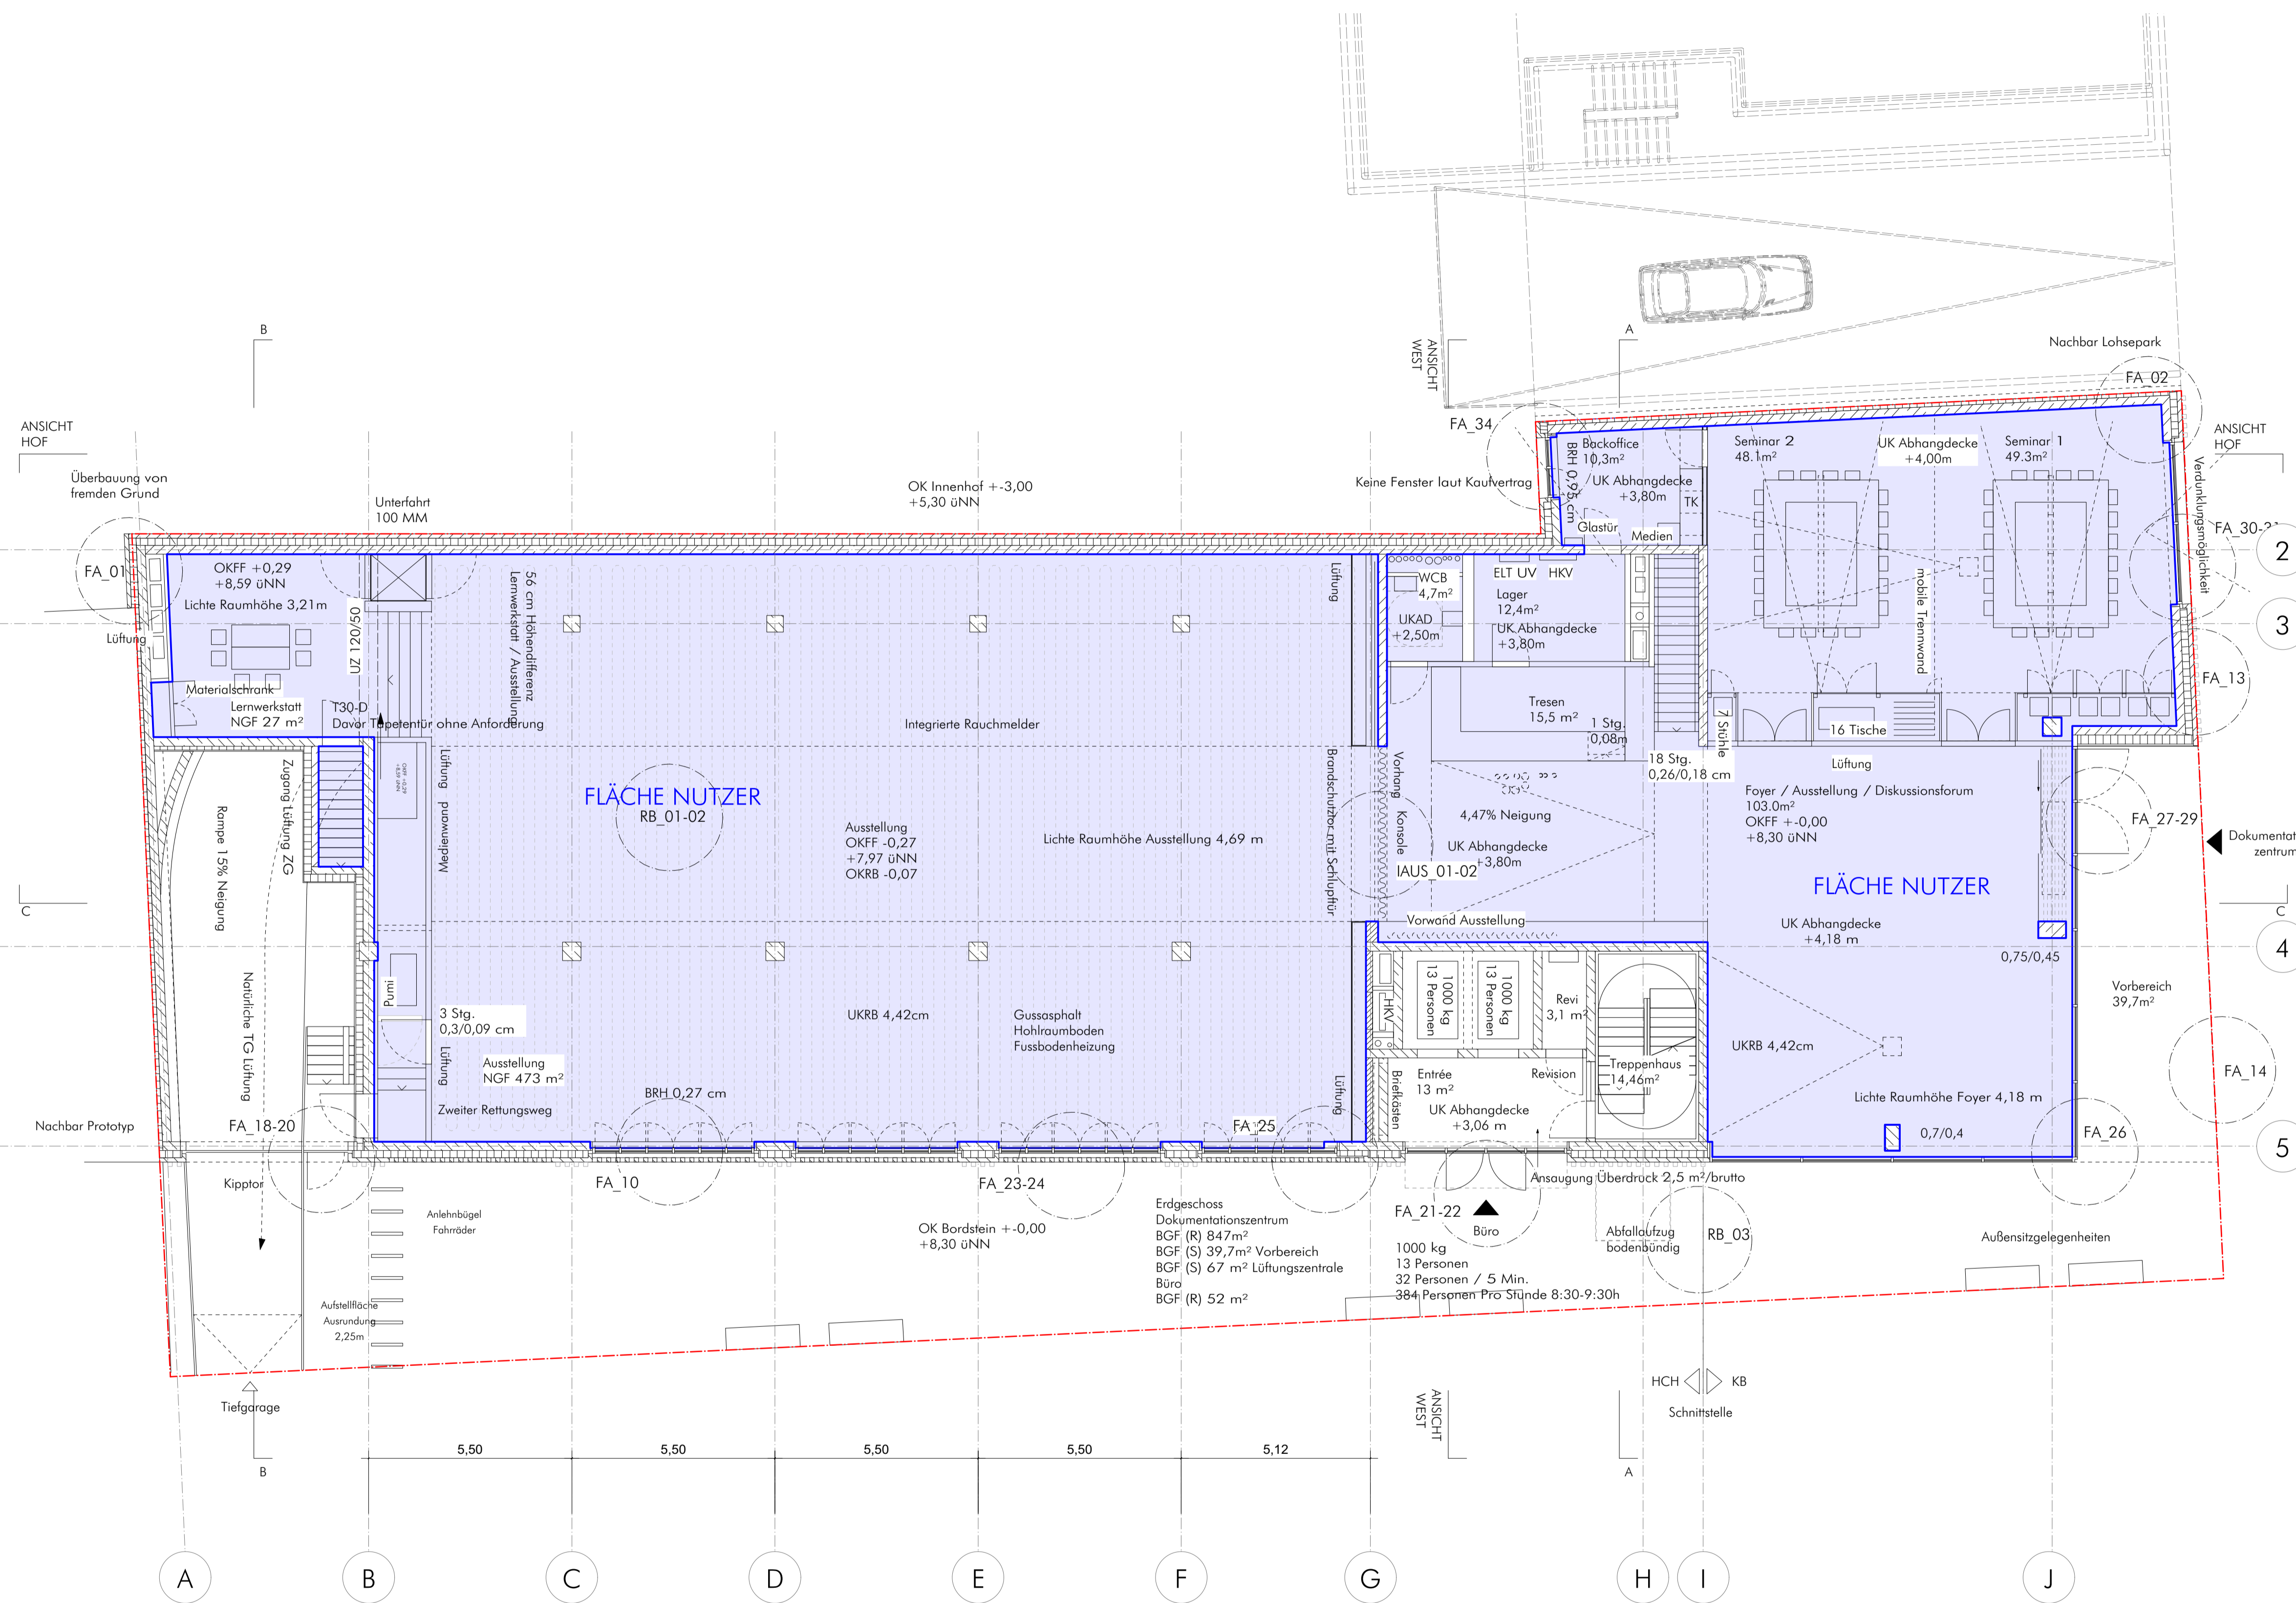 B
A
ANSICHT
WEST
Nachbar Lohsepark
FA_02
ANSICHT
HOF
FA_34
ANSICHT
HOF
Überbauung von
fremden Grund
Unterfahrt
100 MM
OK Innenhof +-3,00
+5,30 üNN
Keine Fenster laut Kaufvertrag
Backoffice
10,3m²
BRH 0,95 cm
UK Abhangdecke
+3,80m
TK
Glastür
Medien
Seminar 2
48.1m²
UK Abhangdecke
+4,00m
Seminar 1
49.3m²
Verdunklungsmöglichkeit
FA_30-31
2
FA_01
OKFF +0,29
+8,59 üNN
Lichte Raumhöhe 3,21m
Lüftung
UZ 120/50
56 cm Höhendifferenz
Lernwerkstatt / Ausstellung
Lüftung
WCB
4,7m²
ELT UV
HKV
Lager
12,4m²
UKAD
+2,50m
UK Abhangdecke
+3,80m
mobile Trennwand
3
FA_13
Materialschrank
Lernwerkstatt
NGF 27 m²
T30-D
Davor Tapetentür ohne Anforderung
Integrierte Rauchmelder
Tresen
15,5 m²
1 Stg.
0,08m
7 Stühle
16 Tische
18 Stg.
0,26/0,18 cm
Lüftung
Zugang Lüftung ZG
Rampe 15% Neigung
OKFF +0,29
+8,59 üNN
Lüftung
Medienwand
FLÄCHE NUTZER
RB_01-02
Ausstellung
OKFF -0,27
+7,97 üNN
OKRB -0,07
Lichte Raumhöhe Ausstellung 4,69 m
Brandschutztor mit Schlupftür
Vorhang
Konsole
4,47% Neigung
UK Abhangdecke
+3,80m
IAUS_01-02
Foyer / Ausstellung / Diskussionsforum
103.0m²
OKFF +-0,00
+8,30 üNN
FLÄCHE NUTZER
FA_27-29
Dokumentat
zentrum
C
C
Vorwand Ausstellung
UK Abhangdecke
+4,18 m
4
0,75/0,45
Natürliche TG Lüftung
Pumi
3 Stg.
0,3/0,09 cm
Lüftung
Ausstellung
NGF 473 m²
Zweiter Rettungsweg
UKRB 4,42cm
Gussasphalt
Hohlraumboden
Fussbodenheizung
BRH 0,27 cm
Lüftung
HKV
1000 kg
13 Personen
1000 kg
13 Personen
Revi
3,1 m²
Treppenhaus
14,46m²
Entrée
13 m²
Revision
Briefkästen
UK Abhangdecke
+3,06 m
UKRB 4,42cm
Lichte Raumhöhe Foyer 4,18 m
0,7/0,4
Vorbereich
39,7m²
FA_14
Nachbar Prototyp
FA_18-20
FA_25
FA_26
5
Kipptor
FA_10
FA_23-24
Ansaugung Überdruck 2,5 m²/brutto
Anlehnbügel
Fahrräder
OK Bordstein +-0,00
+8,30 üNN
Erdgeschoss
Dokumentationszentrum
BGF (R) 847m²
BGF (S) 39,7m² Vorbereich
BGF (S) 67 m² Lüftungszentrale
Büro
BGF (R) 52 m²
FA_21-22
Büro
Abfallaufzug
bodenbündig
RB_03
Außensitzgelegenheiten
1000 kg
13 Personen
32 Personen / 5 Min.
384 Personen Pro Stunde 8:30-9:30h
Aufstellfläche
Ausrundung
2,25m
Tiefgarage
HCH
KB
Schnittstelle
ANSICHT
WEST
B
A
5,50
5,50
5,50
5,50
5,12
A
B
C
D
E
F
G
H
I
J